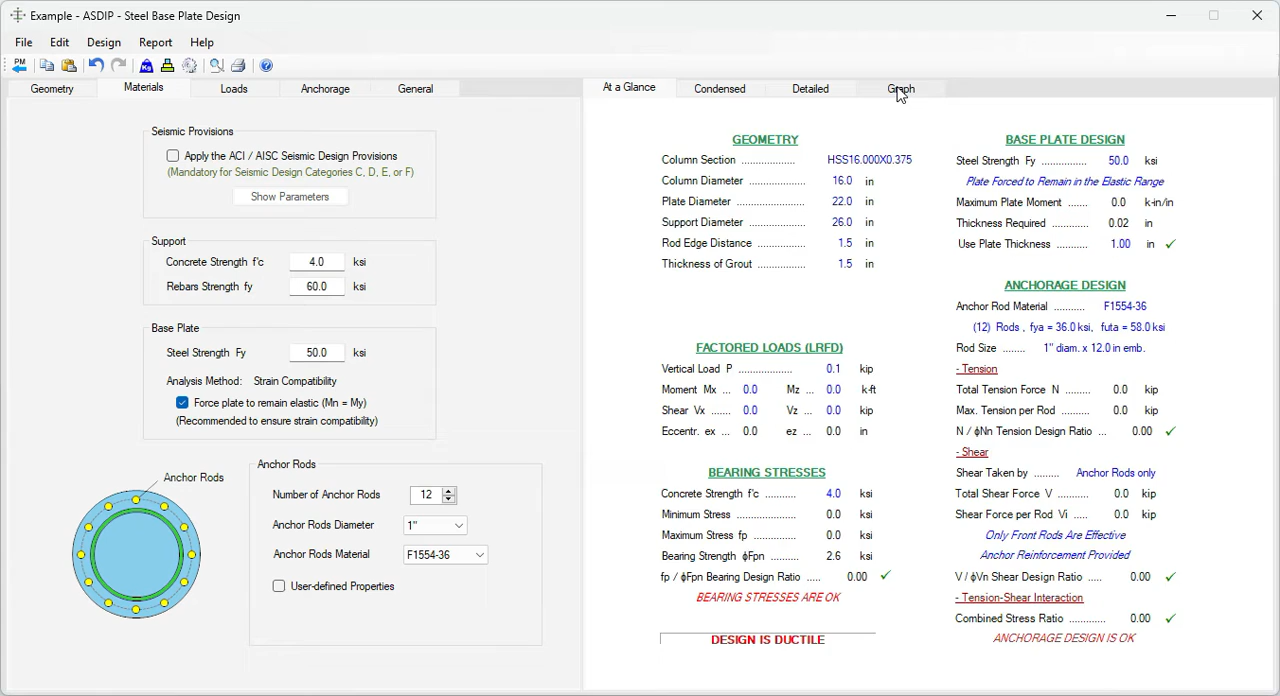 Example - ASDIP - Steel Base Plate Design
File Edit Design Report Help
PM
Kg
Geometry Materials Loads Anchorage General
Seismic Provisions
Apply the ACI / AISC Seismic Design Provisions
(Mandatory for Seismic Design Categories C, D, E, or F)
Show Parameters
Support
Concrete Strength f'c 4.0 ksi
Rebars Strength fy 60.0 ksi
Base Plate
Steel Strength Fy 50.0 ksi
Analysis Method: Strain Compatibility
Force plate to remain elastic (Mn = My)
(Recommended to ensure strain compatibility)
Anchor Rods
Anchor Rods
Number of Anchor Rods 12
Anchor Rods Diameter 1"
Anchor Rods Material F1554-36
User-defined Properties
At a Glance Condensed Detailed Graph
GEOMETRY
Column Section .................. HSS16.000X0.375
Column Diameter .................. 16.0 in
Plate Diameter .................. 22.0 in
Support Diameter .................. 26.0 in
Rod Edge Distance .................. 1.5 in
Thickness of Grout ............... 1.5 in
FACTORED LOADS (LRFD)
Vertical Load P .................. 0.1 kip
Moment Mx ... 0.0 Mz ... 0.0 k-ft
Shear Vx ....... 0.0 Vz ... 0.0 kip
Eccentr. ex ... 0.0 ez ... 0.0 in
BEARING STRESSES
Concrete Strength f'c .......... 4.0 ksi
Minimum Stress .................. 0.0 ksi
Maximum Stress fp ............ 0.0 ksi
Bearing Strength ϕFpn .......... 2.6 ksi
fp / ϕFpn Bearing Design Ratio ..... 0.00 ✓
BEARING STRESSES ARE OK
DESIGN IS DUCTILE
BASE PLATE DESIGN
Steel Strength Fy ............... 50.0 ksi
Plate Forced to Remain in the Elastic Range
Maximum Plate Moment ....... 0.0 k-in/in
Thickness Required ............ 0.02 in
Use Plate Thickness ........... 1.00 in ✓
ANCHORAGE DESIGN
Anchor Rod Material ........... F1554-36
(12) Rods , fya = 36.0 ksi, futa = 58.0 ksi
Rod Size ........ 1" diam. x 12.0 in emb.
- Tension
Total Tension Force N ......... 0.0 kip
Max. Tension per Rod .......... 0.0 kip
N / ϕNn Tension Design Ratio ... 0.00 ✓
- Shear
Shear Taken by ......... Anchor Rods only
Total Shear Force V ............ 0.0 kip
Shear Force per Rod Vi ..... 0.0 kip
Only Front Rods Are Effective
Anchor Reinforcement Provided
V / ϕVn Shear Design Ratio ..... 0.00 ✓
- Tension-Shear Interaction
Combined Stress Ratio ............. 0.00 ✓
ANCHORAGE DESIGN IS OK